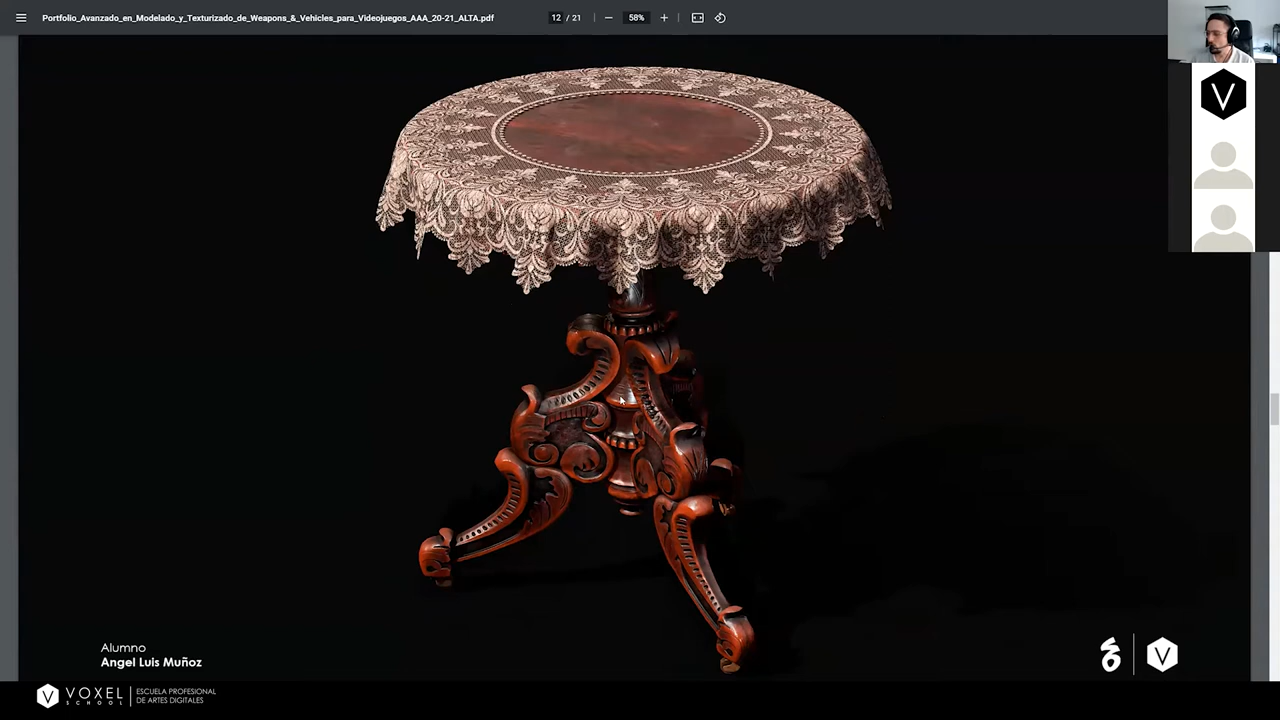 Portfolio_Avanzado_en_Modelado_y_Texturizado_de_Weapons_&_Vehicles_para_Videojuegos_AAA_20-21_ALTA.pdf
12 / 21
58%
Alumno
Angel Luis Muñoz
VOXEL
SCHOOL
ESCUELA PROFESIONAL
DE ARTES DIGITALES